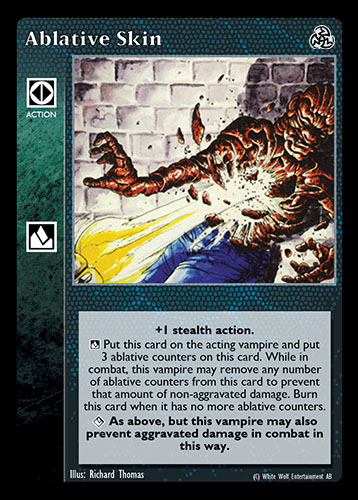 Ablative Skin
ACTION
+1 stealth action.
Put this card on the acting vampire and put
3 ablative counters on this card. While in
combat, this vampire may remove any number
of ablative counters from this card to prevent
that amount of non-aggravated damage. Burn
this card when it has no more ablative counters.
As above, but this vampire may also
prevent aggravated damage in combat in
this way.
Illus: Richard Thomas
(C) White Wolf Entertainment AB